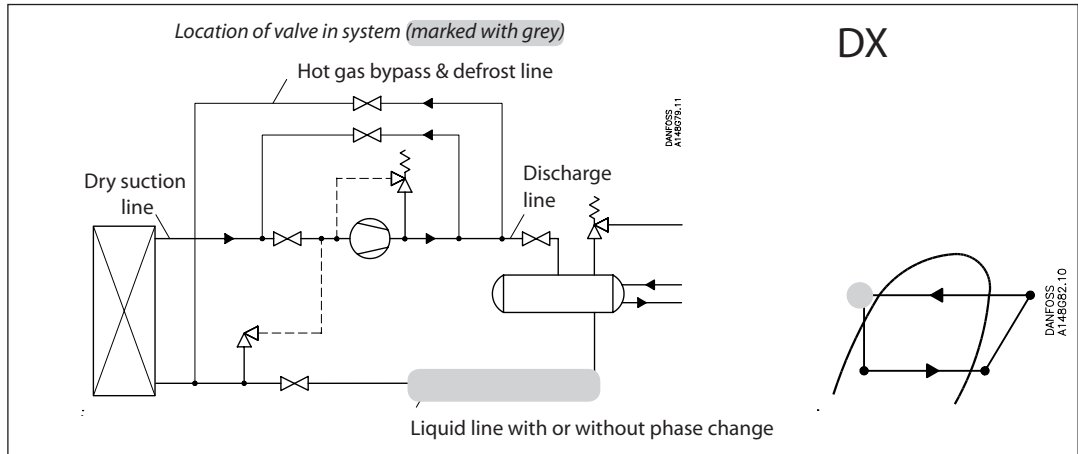 Location of valve in system (marked with grey)
DX
Hot gas bypass & defrost line
DANFOSS
A148G79.11
Dry suction
line
Discharge
line
DANFOSS
A148G82.10
Liquid line with or without phase change